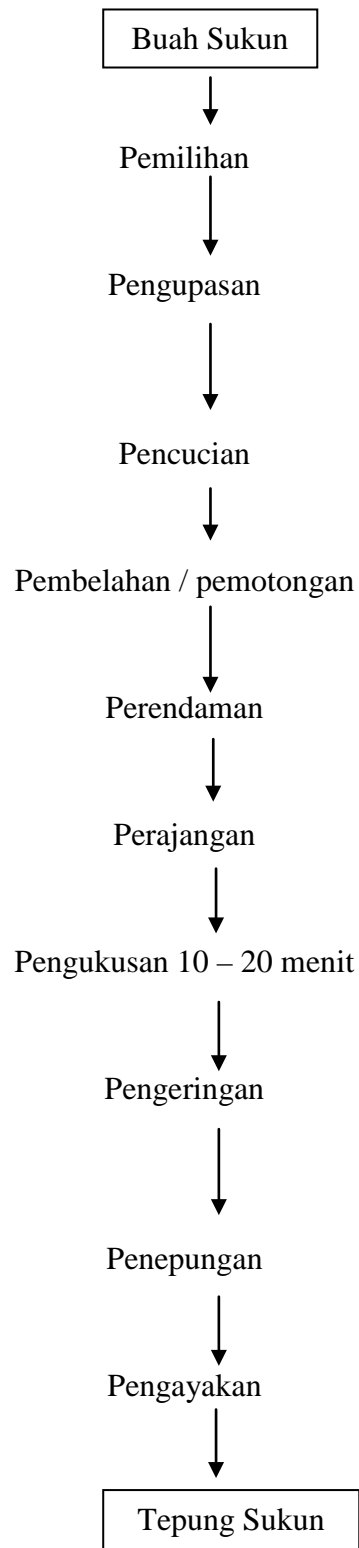 Buah Sukun
Pemilihan
Pengupasan
Pencucian
Pembelahan / pemotongan
Perendaman
Perajangan
Pengukusan 10 – 20 menit
Pengeringan
Penepungan
Pengayakan
Tepung Sukun